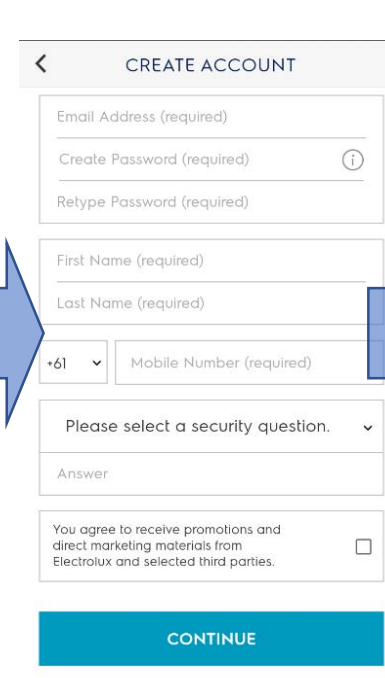 CREATE ACCOUNT
Email Address (required)
Create Password (required)
Retype Password (required)
First Name (required)
Last Name (required)
+61 Mobile Number (required)
Please select a security question.
Answer
You agree to receive promotions and
direct marketing materials from
Electrolux and selected third parties.
CONTINUE